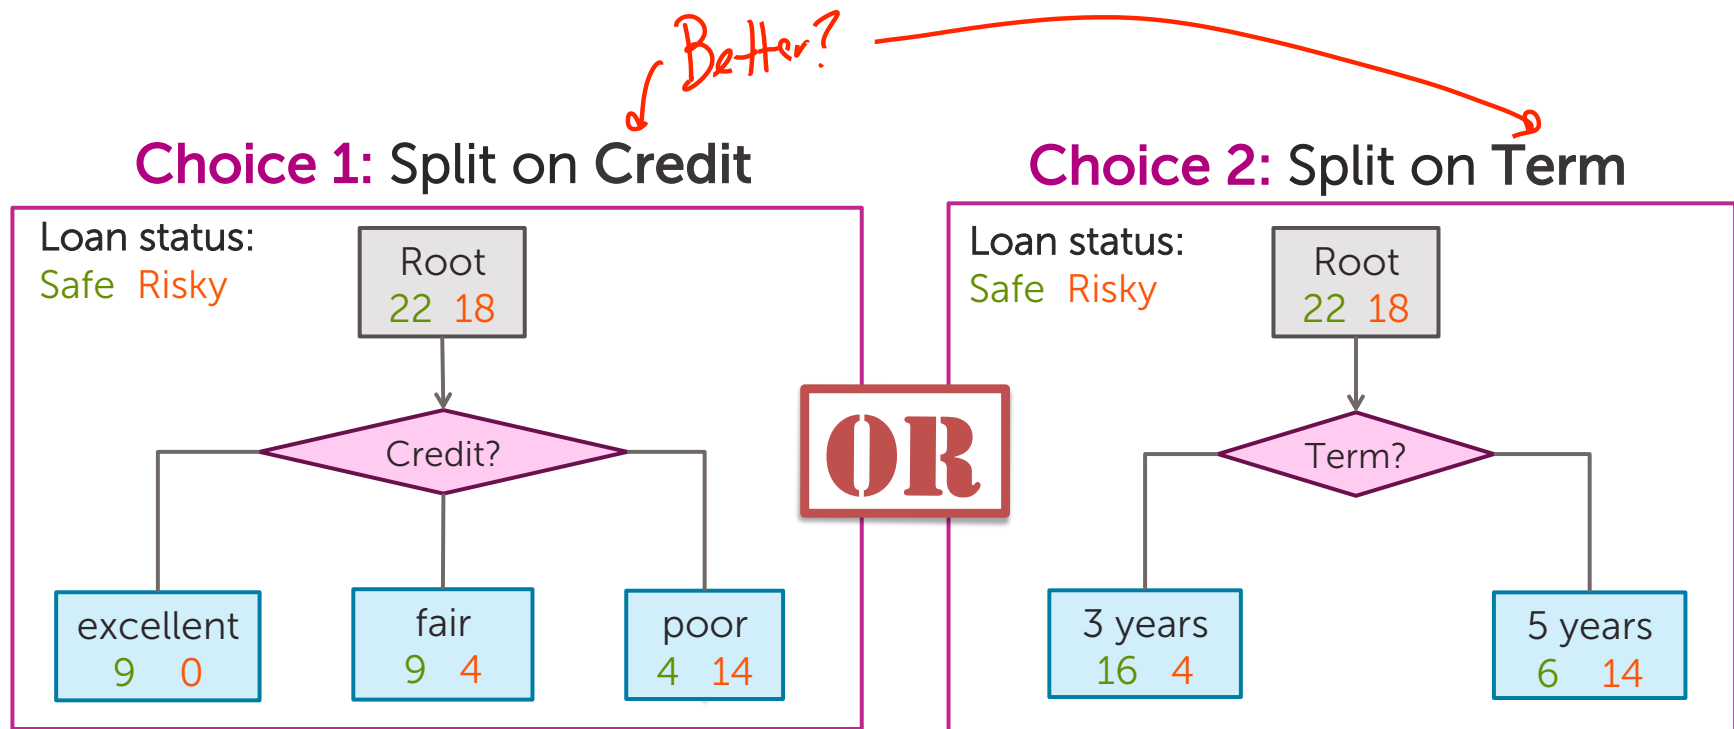 Better?
Choice 1: Split on Credit
Loan status:
Safe Risky
Root
22 18
Credit?
excellent
9 0
fair
9 4
poor
4 14
OR
Choice 2: Split on Term
Loan status:
Safe Risky
Root
22 18
Term?
3 years
16 4
5 years
6 14